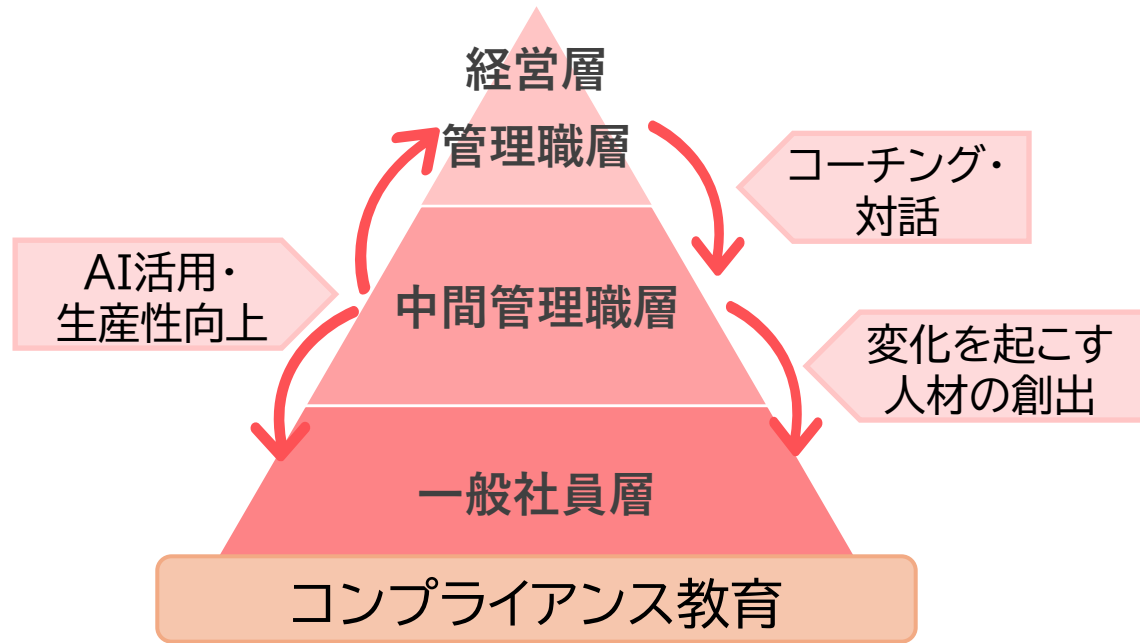 経営層
管理職層
コーチング・
対話
AI活用・
生産性向上
中間管理職層
変化を起こす
人材の創出
一般社員層
コンプライアンス教育